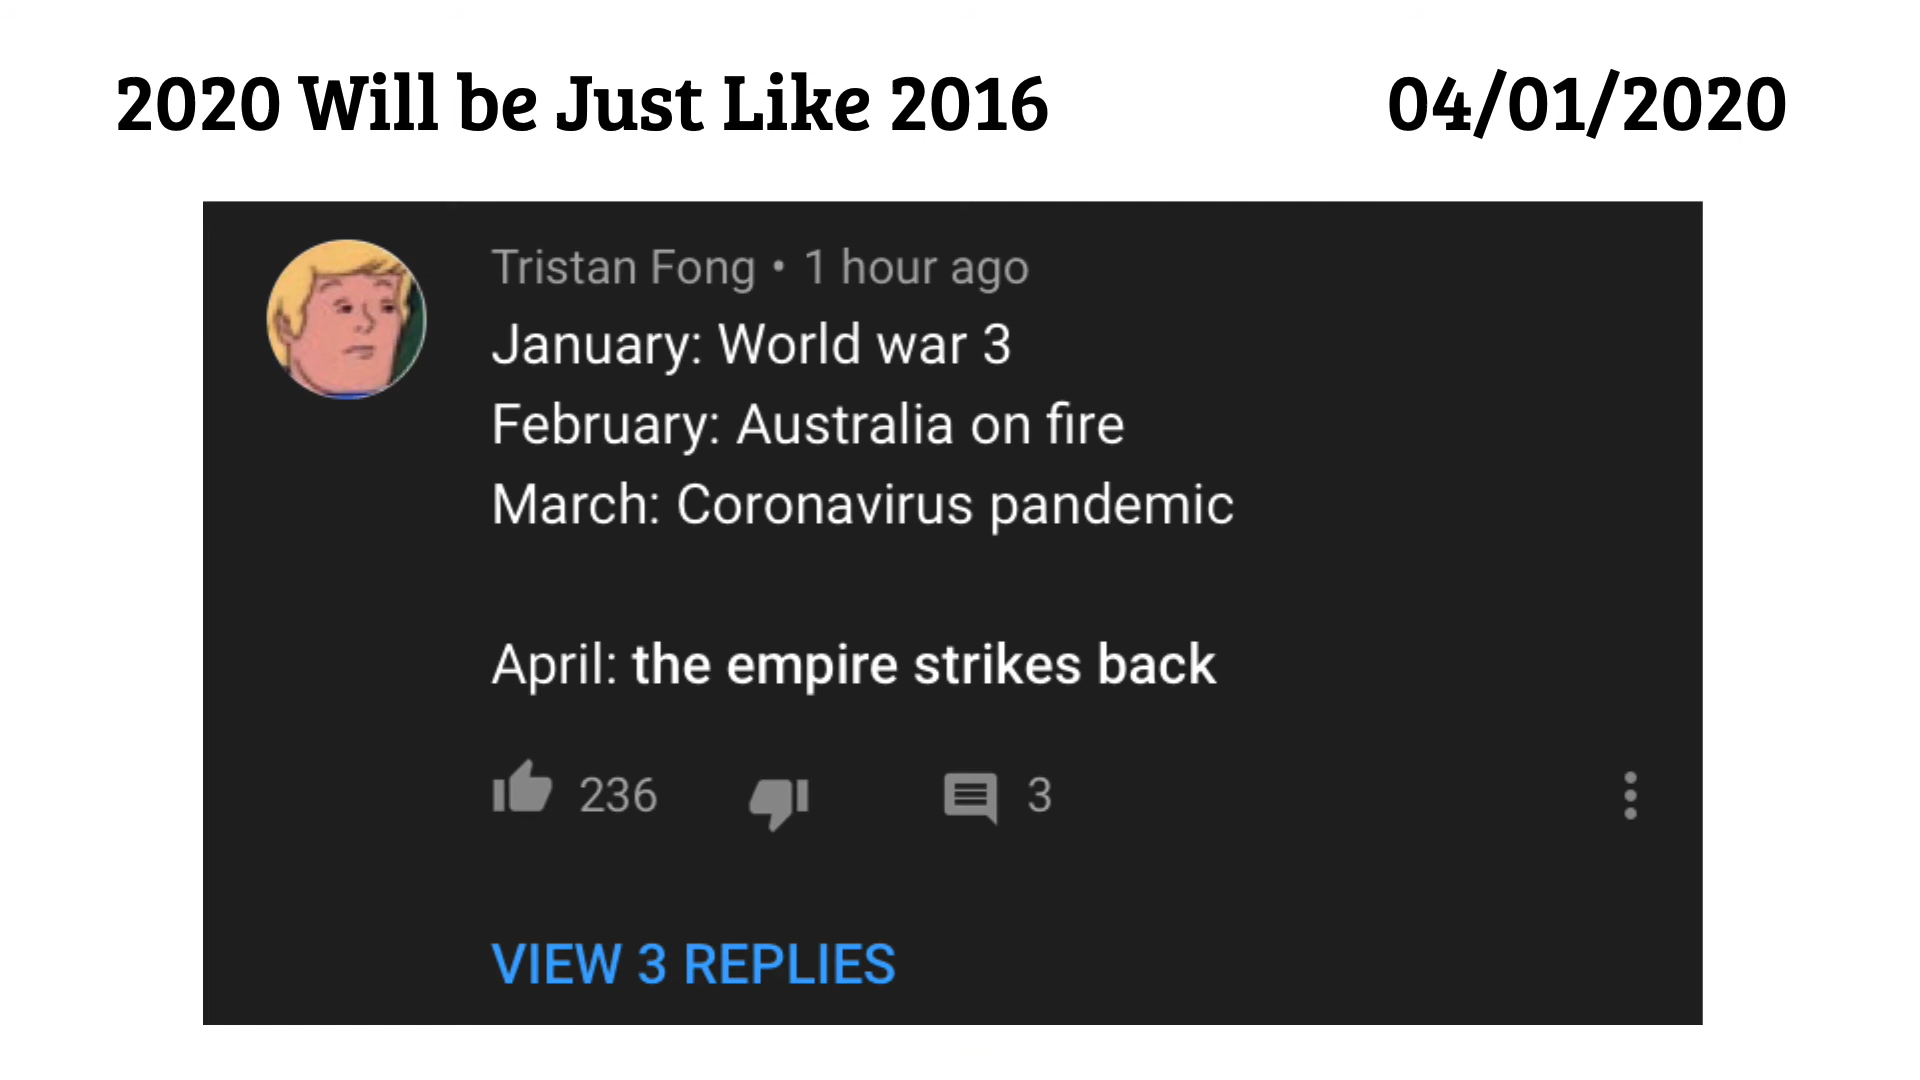 2020 Will be Just Like 2016 04/01/2020
Tristan Fong • 1 hour ago
January: World war 3
February: Australia on fire
March: Coronavirus pandemic
April: the empire strikes back
236 3
VIEW 3 REPLIES